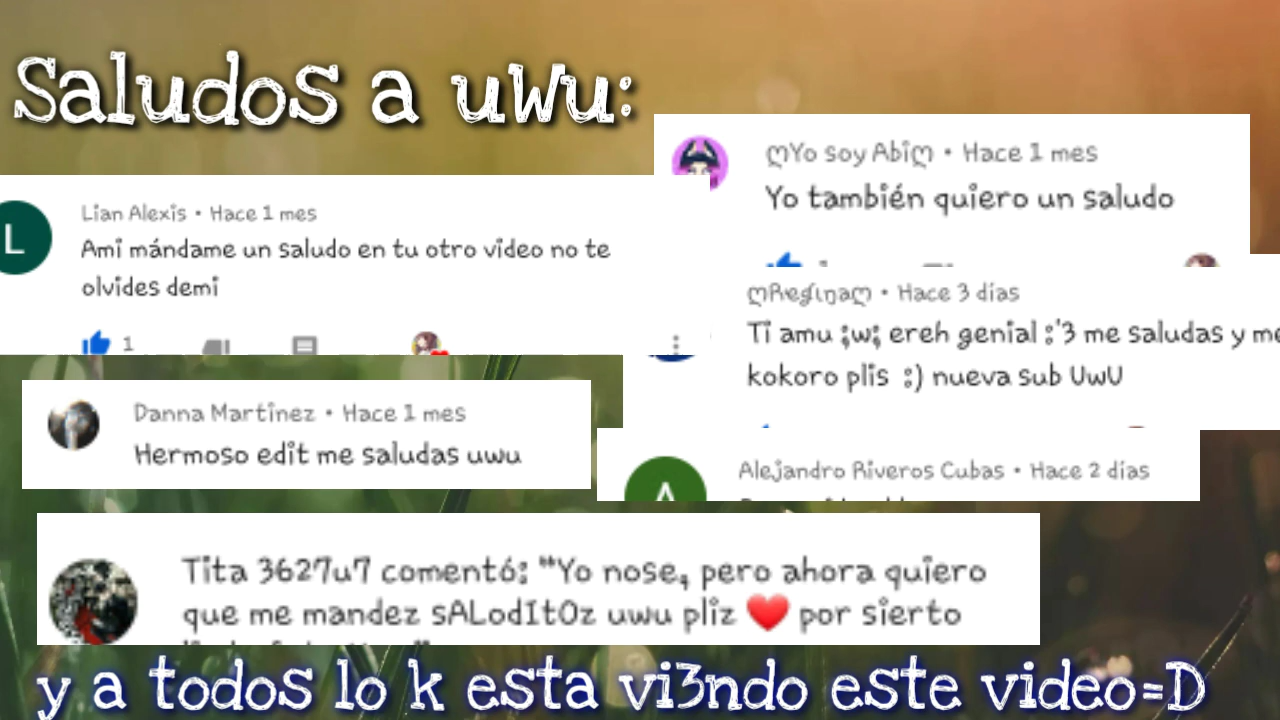 Saludos a uwu:
ღYo soy Abiღ • Hace 1 mes
Yo también quiero un saludo
Lian Alexis • Hace 1 mes
Ami mándame un saludo en tu otro video no te
olvides demi
1
ღRegιnaღ • Hace 3 días
Ti amu ;w; ereh genial :'3 me saludas y me
kokoro plis :) nueva sub UwU
Danna Martínez • Hace 1 mes
Hermoso edit me saludas uwu
A
Alejandro Riveros Cubas • Hace 2 días
L
Tita 3627u7 comentó: "Yo nose, pero ahora quiero
que me mandez sALodItOz uwu pliz ❤️ por sierto
y a todos lo k esta vi3ndo este video=D